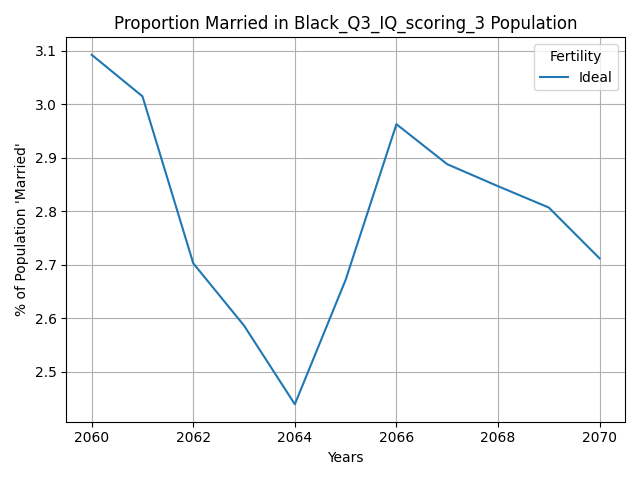 Proportion Married in Black_Q3_IQ_scoring_3 Population
Fertility
Ideal
% of Population 'Married'
3.1
3.0
2.9
2.8
2.7
2.6
2.5
2060 2062 2064 2066 2068 2070
Years